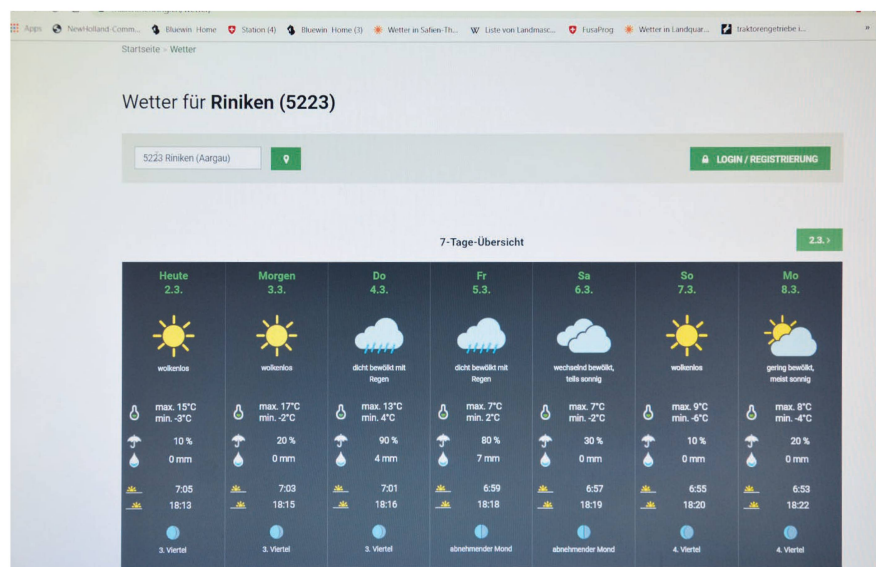 Apps NewHolland-Comm... Bluewin Home Station (4) Bluewin Home (3) Wetter in Safien-Th... W Liste von Landmasc... FusaProg Wetter in Landquar... traktorengetriebe i... »
Startseite > Wetter
Wetter für Riniken (5223)
5223 Riniken (Aargau) LOGIN / REGISTRIERUNG
7-Tage-Übersicht 2.3. >
Heute Morgen Do Fr Sa So Mo
2.3. 3.3. 4.3. 5.3. 6.3. 7.3. 8.3.
wolkenlos wolkenlos dicht bewölkt mit dicht bewölkt mit wechselnd bewölkt, wolkenlos gering bewölkt,
Regen Regen teils sonnig meist sonnig
max. 15°C max. 17°C max. 13°C max. 7°C max. 7°C max. 9°C max. 8°C
min. -3°C min. -2°C min. 4°C min. 2°C min. -2°C min. -6°C min. -4°C
10 % 20 % 90 % 80 % 30 % 10 % 20 %
0 mm 0 mm 4 mm 7 mm 0 mm 0 mm 0 mm
7:05 7:03 7:01 6:59 6:57 6:55 6:53
18:13 18:15 18:16 18:18 18:19 18:20 18:22
3. Viertel 3. Viertel 3. Viertel abnehmender Mond abnehmender Mond 4. Viertel 4. Viertel